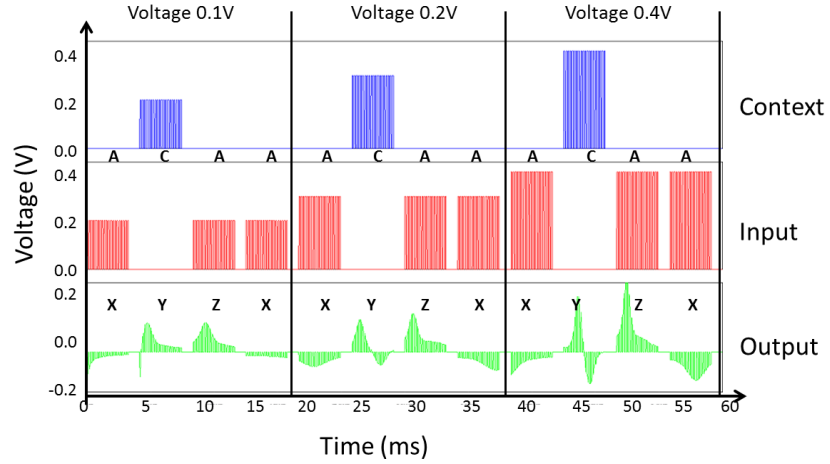 Voltage 0.1V Voltage 0.2V Voltage 0.4V
0.4
0.2
0.0
Context
A C A A A C A A A C A A
0.4
0.2
0.0
Input
Voltage (V)
0.2
0.0
-0.2
X Y Z X X Y Z X X Y Z X
Output
0 5 10 15 20 25 30 35 40 45 50 55 60
Time (ms)